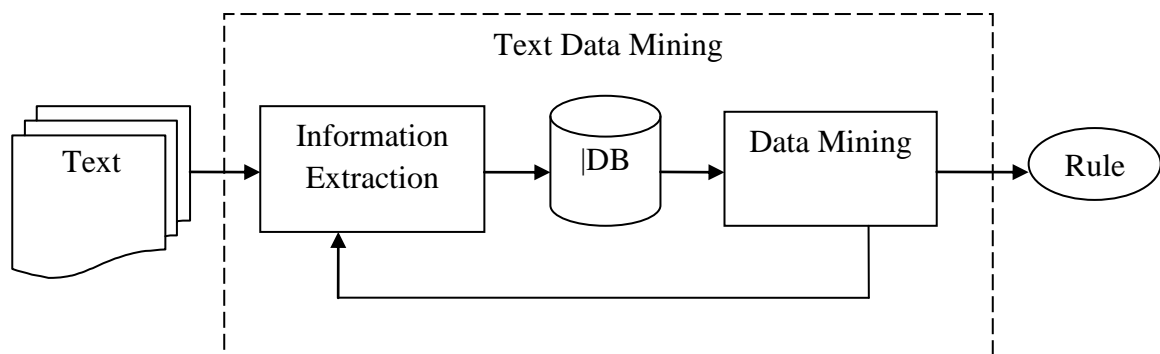 Text Data Mining
Text
Information
Extraction
|DB
Data Mining
Rule